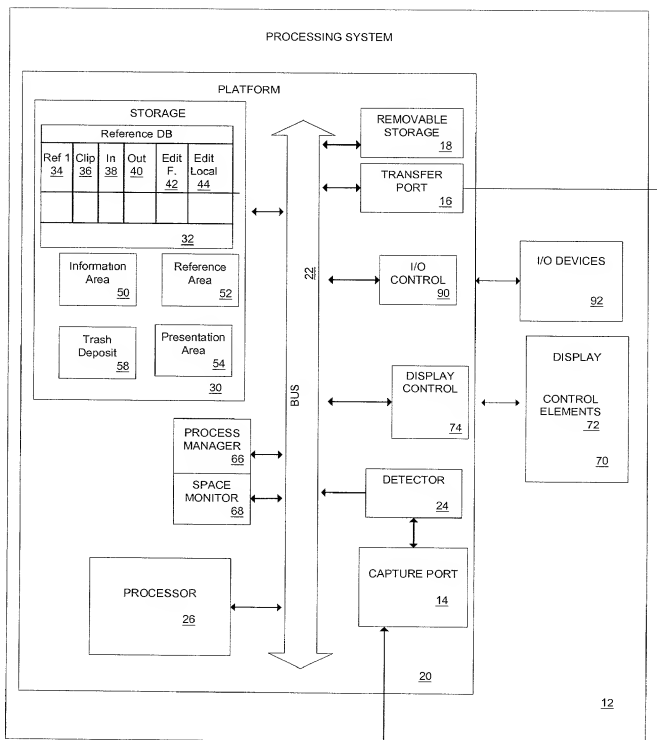 PROCESSING SYSTEM
PLATFORM
STORAGE
Reference DB
Ref 1 Clip In Out Edit F. Edit Local
34 36 38 40 42 44
32
Information Area
50
Reference Area
52
Trash Deposit
58
Presentation Area
54
30
PROCESS MANAGER
66
SPACE MONITOR
68
PROCESSOR
26
BUS
22
REMOVABLE STORAGE
18
TRANSFER PORT
16
I/O CONTROL
90
DISPLAY CONTROL
74
DETECTOR
24
CAPTURE PORT
14
20
I/O DEVICES
92
DISPLAY
CONTROL ELEMENTS
72
70
12